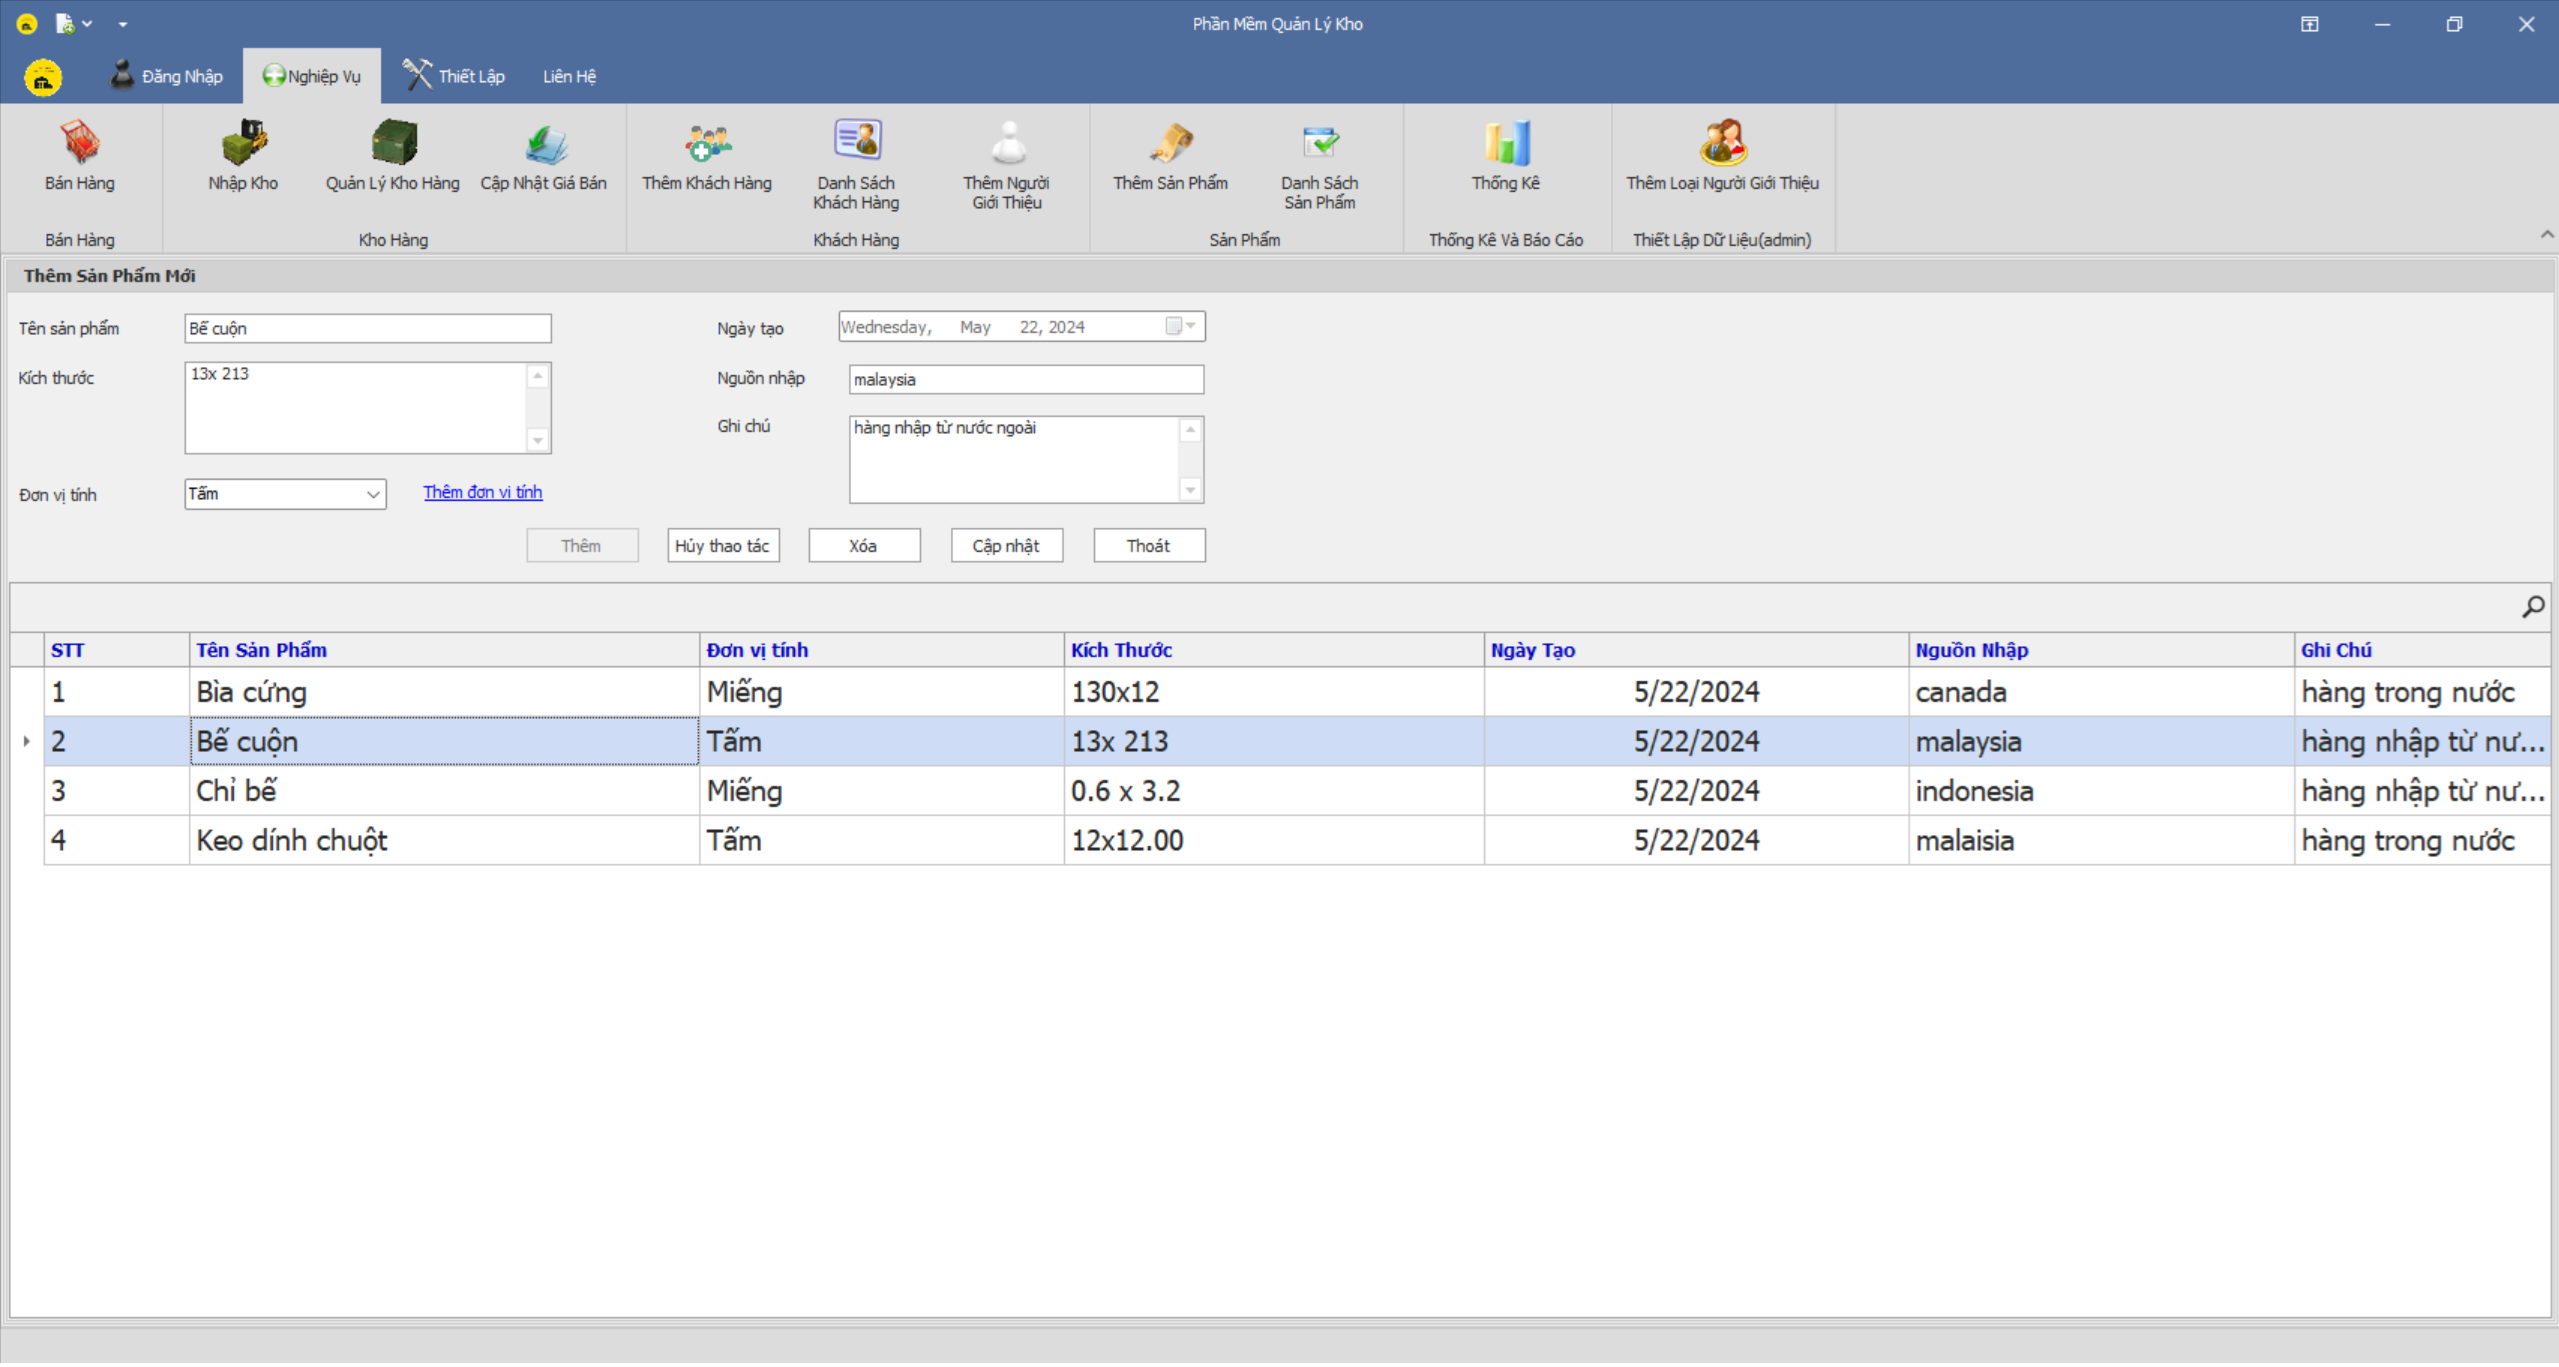 Phần Mềm Quản Lý Kho
Đăng Nhập
Nghiệp Vụ
Thiết Lập
Liên Hệ
Bán Hàng
Nhập Kho
Quản Lý Kho Hàng
Cập Nhật Giá Bán
Thêm Khách Hàng
Danh Sách
Khách Hàng
Thêm Người
Giới Thiệu
Thêm Sản Phẩm
Danh Sách
Sản Phẩm
Thống Kê
Thêm Loại Người Giới Thiệu
Bán Hàng
Kho Hàng
Khách Hàng
Sản Phẩm
Thống Kê Và Báo Cáo
Thiết Lập Dữ Liệu(admin)
Thêm Sản Phẩm Mới
Tên sản phẩm
Bế cuộn
Ngày tạo
Wednesday, May 22, 2024
Kích thước
13x 213
Nguồn nhập
malaysia
Ghi chú
hàng nhập từ nước ngoài
Đơn vị tính
Tấm
Thêm đơn vi tính
Thêm
Hủy thao tác
Xóa
Cập nhật
Thoát
STT Tên Sản Phẩm Đơn vị tính Kích Thước Ngày Tạo Nguồn Nhập Ghi Chú
1 Bìa cứng Miếng 130x12 5/22/2024 canada hàng trong nước
2 Bế cuộn Tấm 13x 213 5/22/2024 malaysia hàng nhập từ nư...
3 Chỉ bế Miếng 0.6 x 3.2 5/22/2024 indonesia hàng nhập từ nư...
4 Keo dính chuột Tấm 12x12.00 5/22/2024 malaisia hàng trong nước